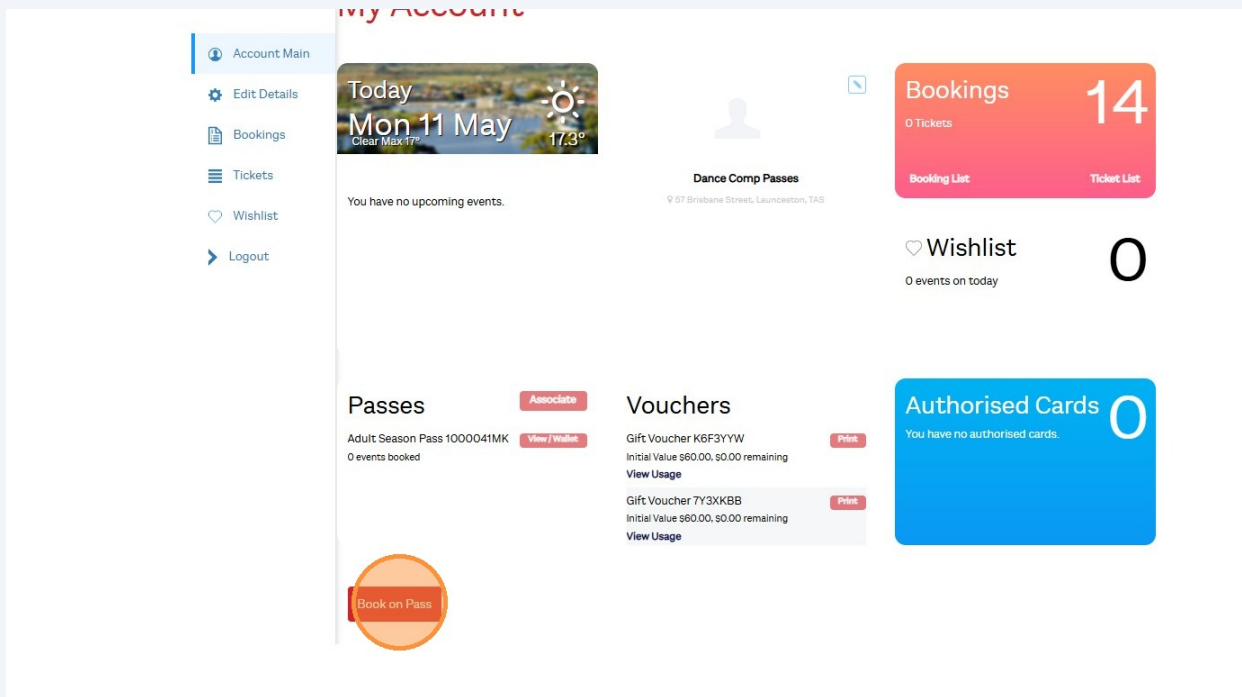 My Account
Account Main
Edit Details
Bookings
Tickets
Wishlist
Logout
Today
Mon 11 May
Clear Max 17°
17.3°
You have no upcoming events.
Dance Comp Passes
57 Brisbane Street, Launceston, TAS
Bookings
14
0 Tickets
Booking List
Ticket List
Wishlist
0
0 events on today
Passes
Associate
Adult Season Pass 1000041MK
View / Wallet
0 events booked
Vouchers
Gift Voucher K6F3YYW
Print
Initial Value $60.00, $0.00 remaining
View Usage
Gift Voucher 7Y3XKBB
Print
Initial Value $60.00, $0.00 remaining
View Usage
Authorised Cards
0
You have no authorised cards.
Book on Pass